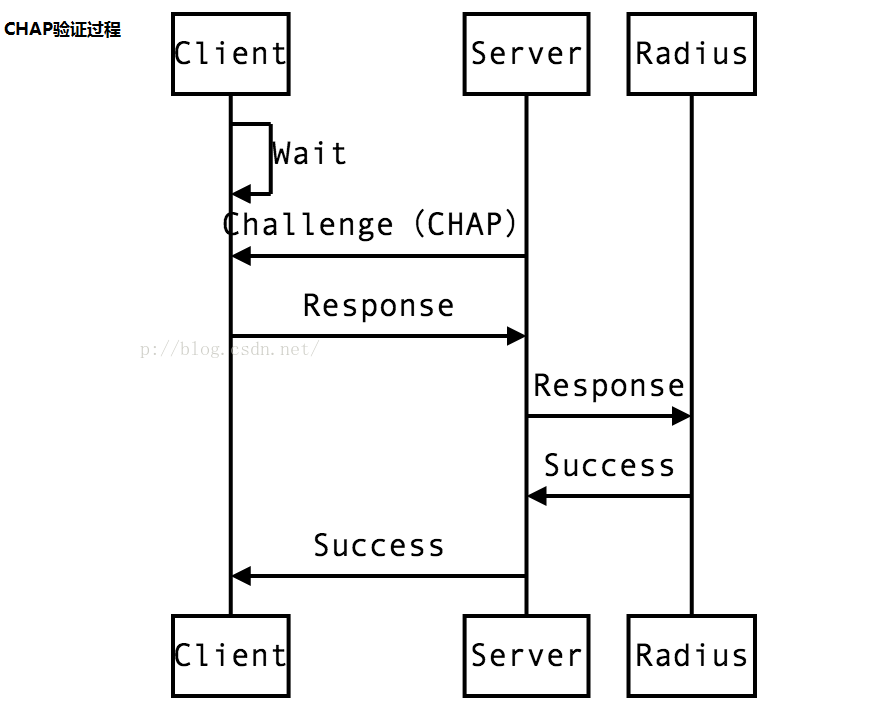 CHAP验证过程
Client
Server
Radius
Wait
Challenge（CHAP）
Response
p://blog.csdn.net/
Response
Success
Success
Client
Server
Radius